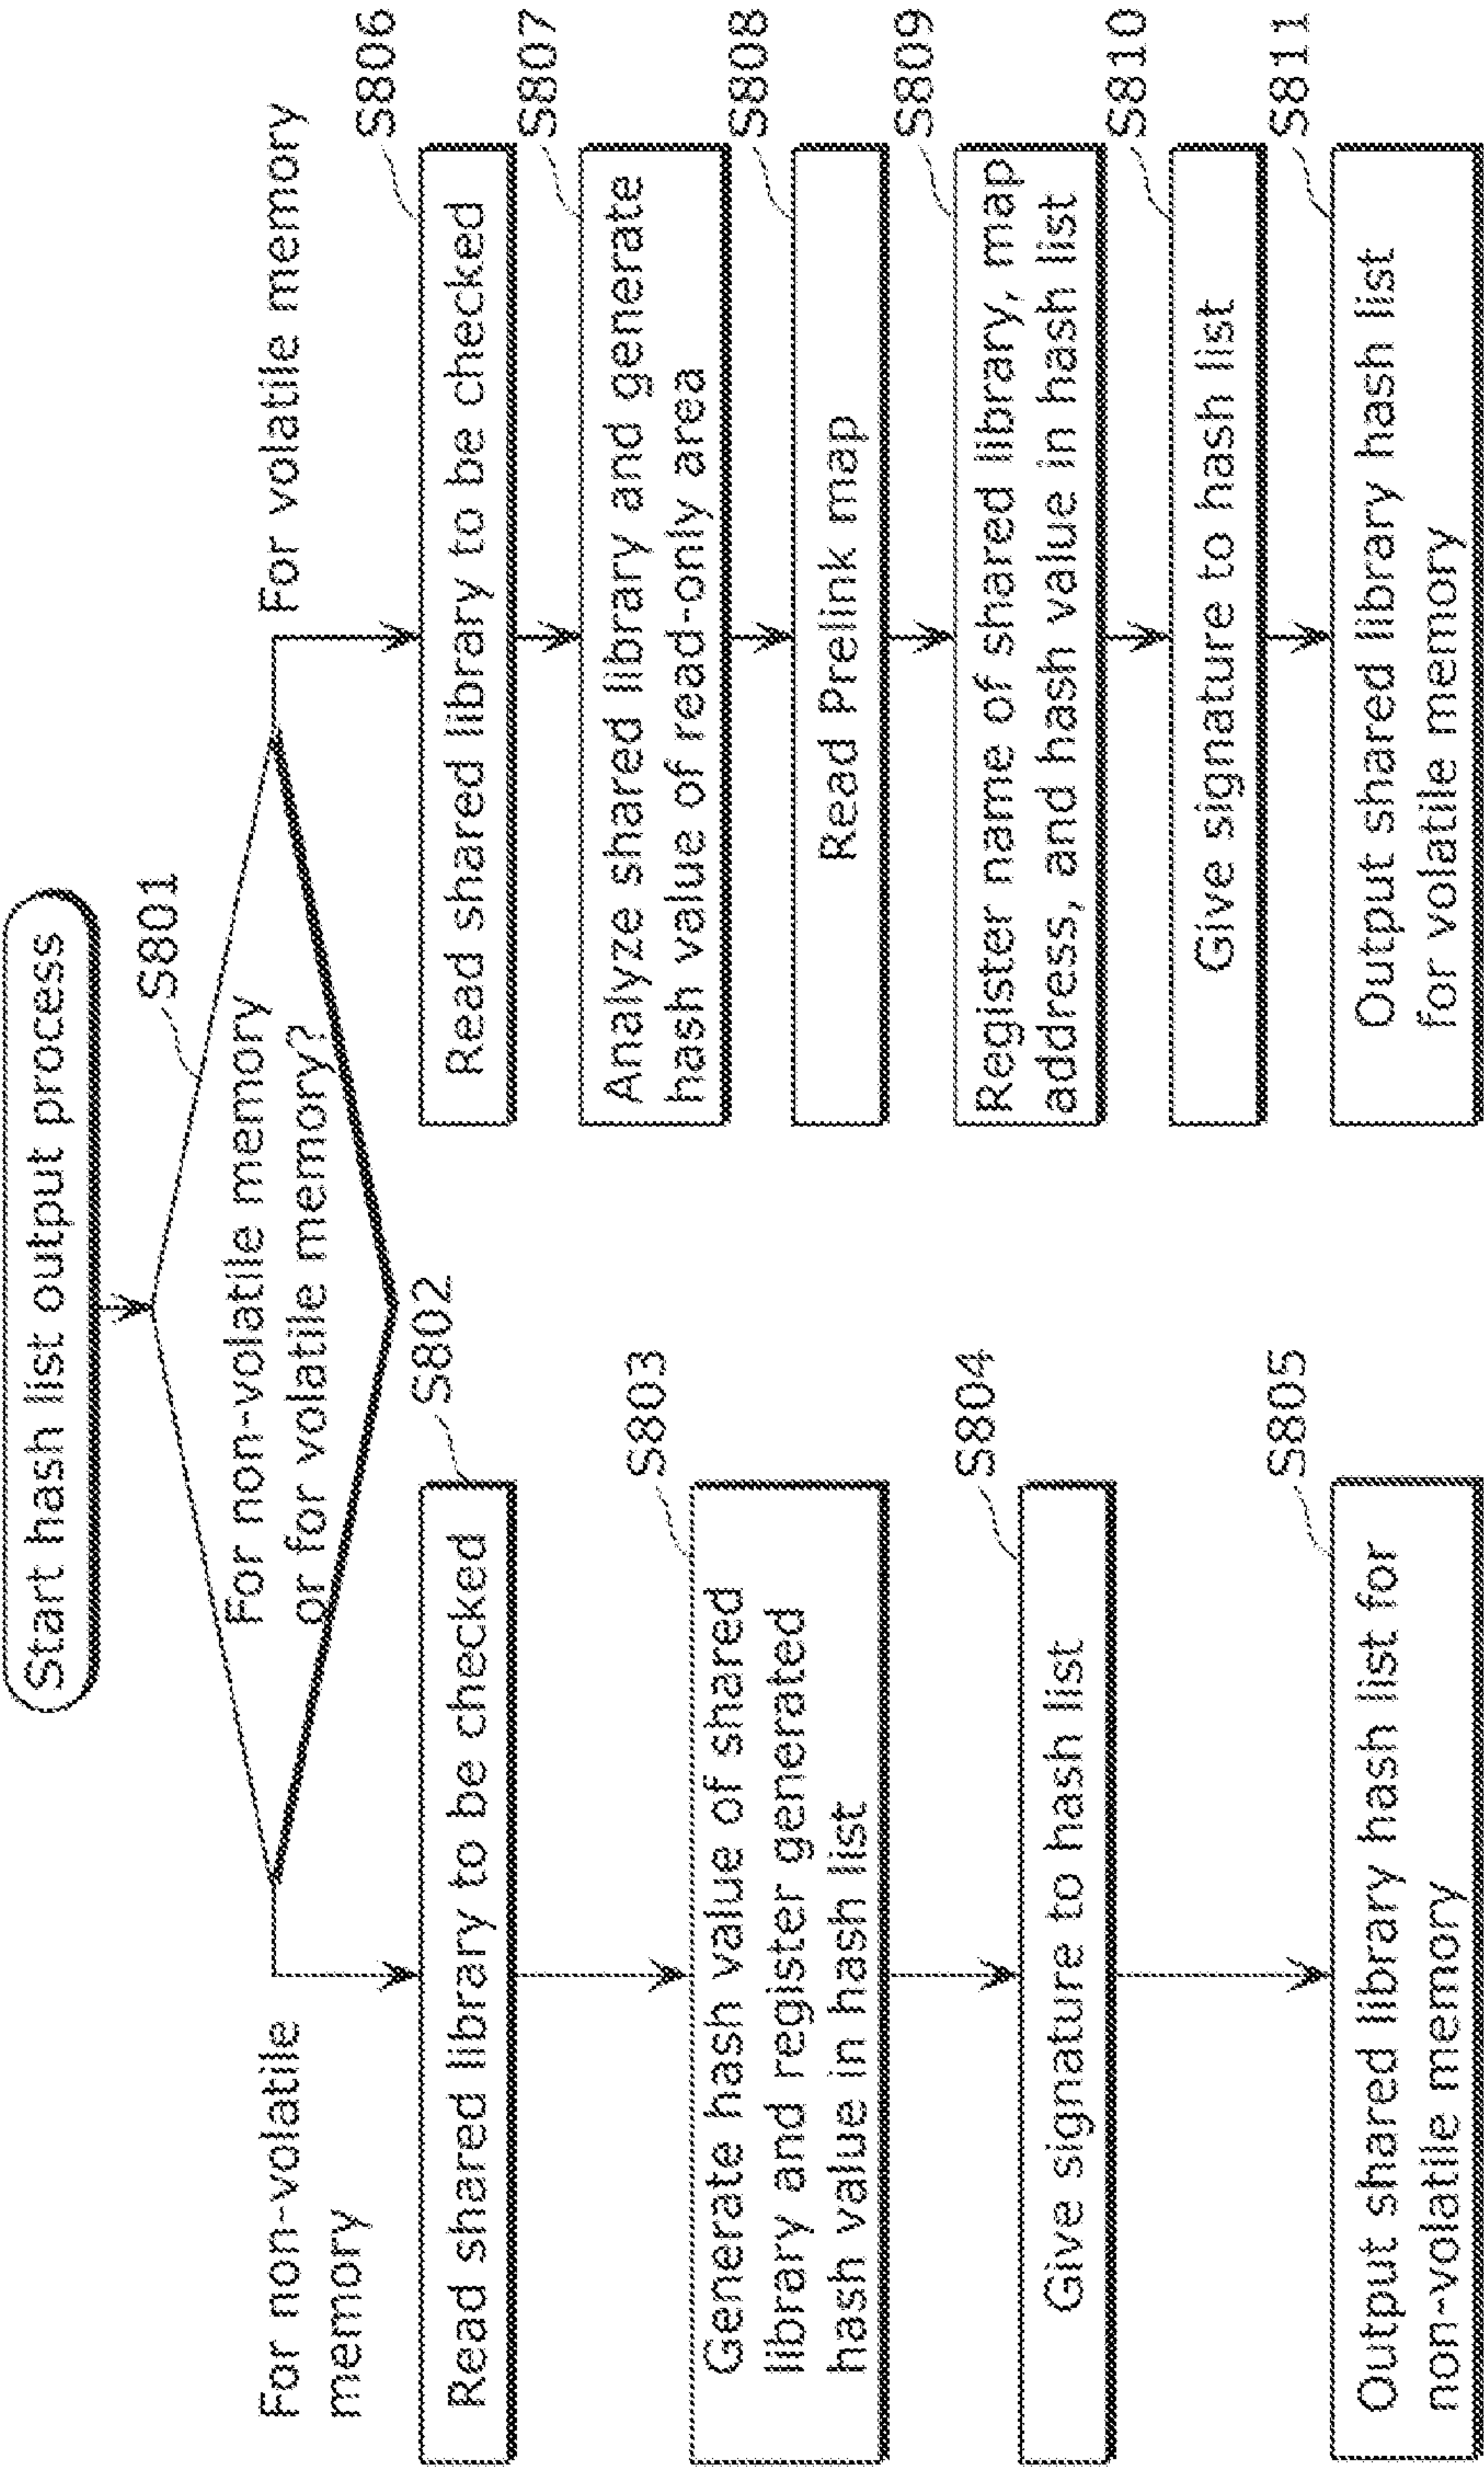 Start hash list output process
S801
For non-volatile memory
or for volatile memory?
For non-volatile
memory
For volatile memory
S802
Read shared library to be checked
S803
Generate hash value of shared
library and register generated
hash value in hash list
S804
Give signature to hash list
S805
Output shared library hash list for
non-volatile memory
S806
Read shared library to be checked
S807
Analyze shared library and generate
hash value of read-only area
S808
Read Prelink map
S809
Register name of shared library, map
address, and hash value in hash list
S810
Give signature to hash list
S811
Output shared library hash list
for volatile memory